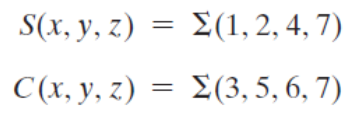 S(x, y, z) = Σ(1, 2, 4, 7)
C(x, y, z) = Σ(3, 5, 6, 7)